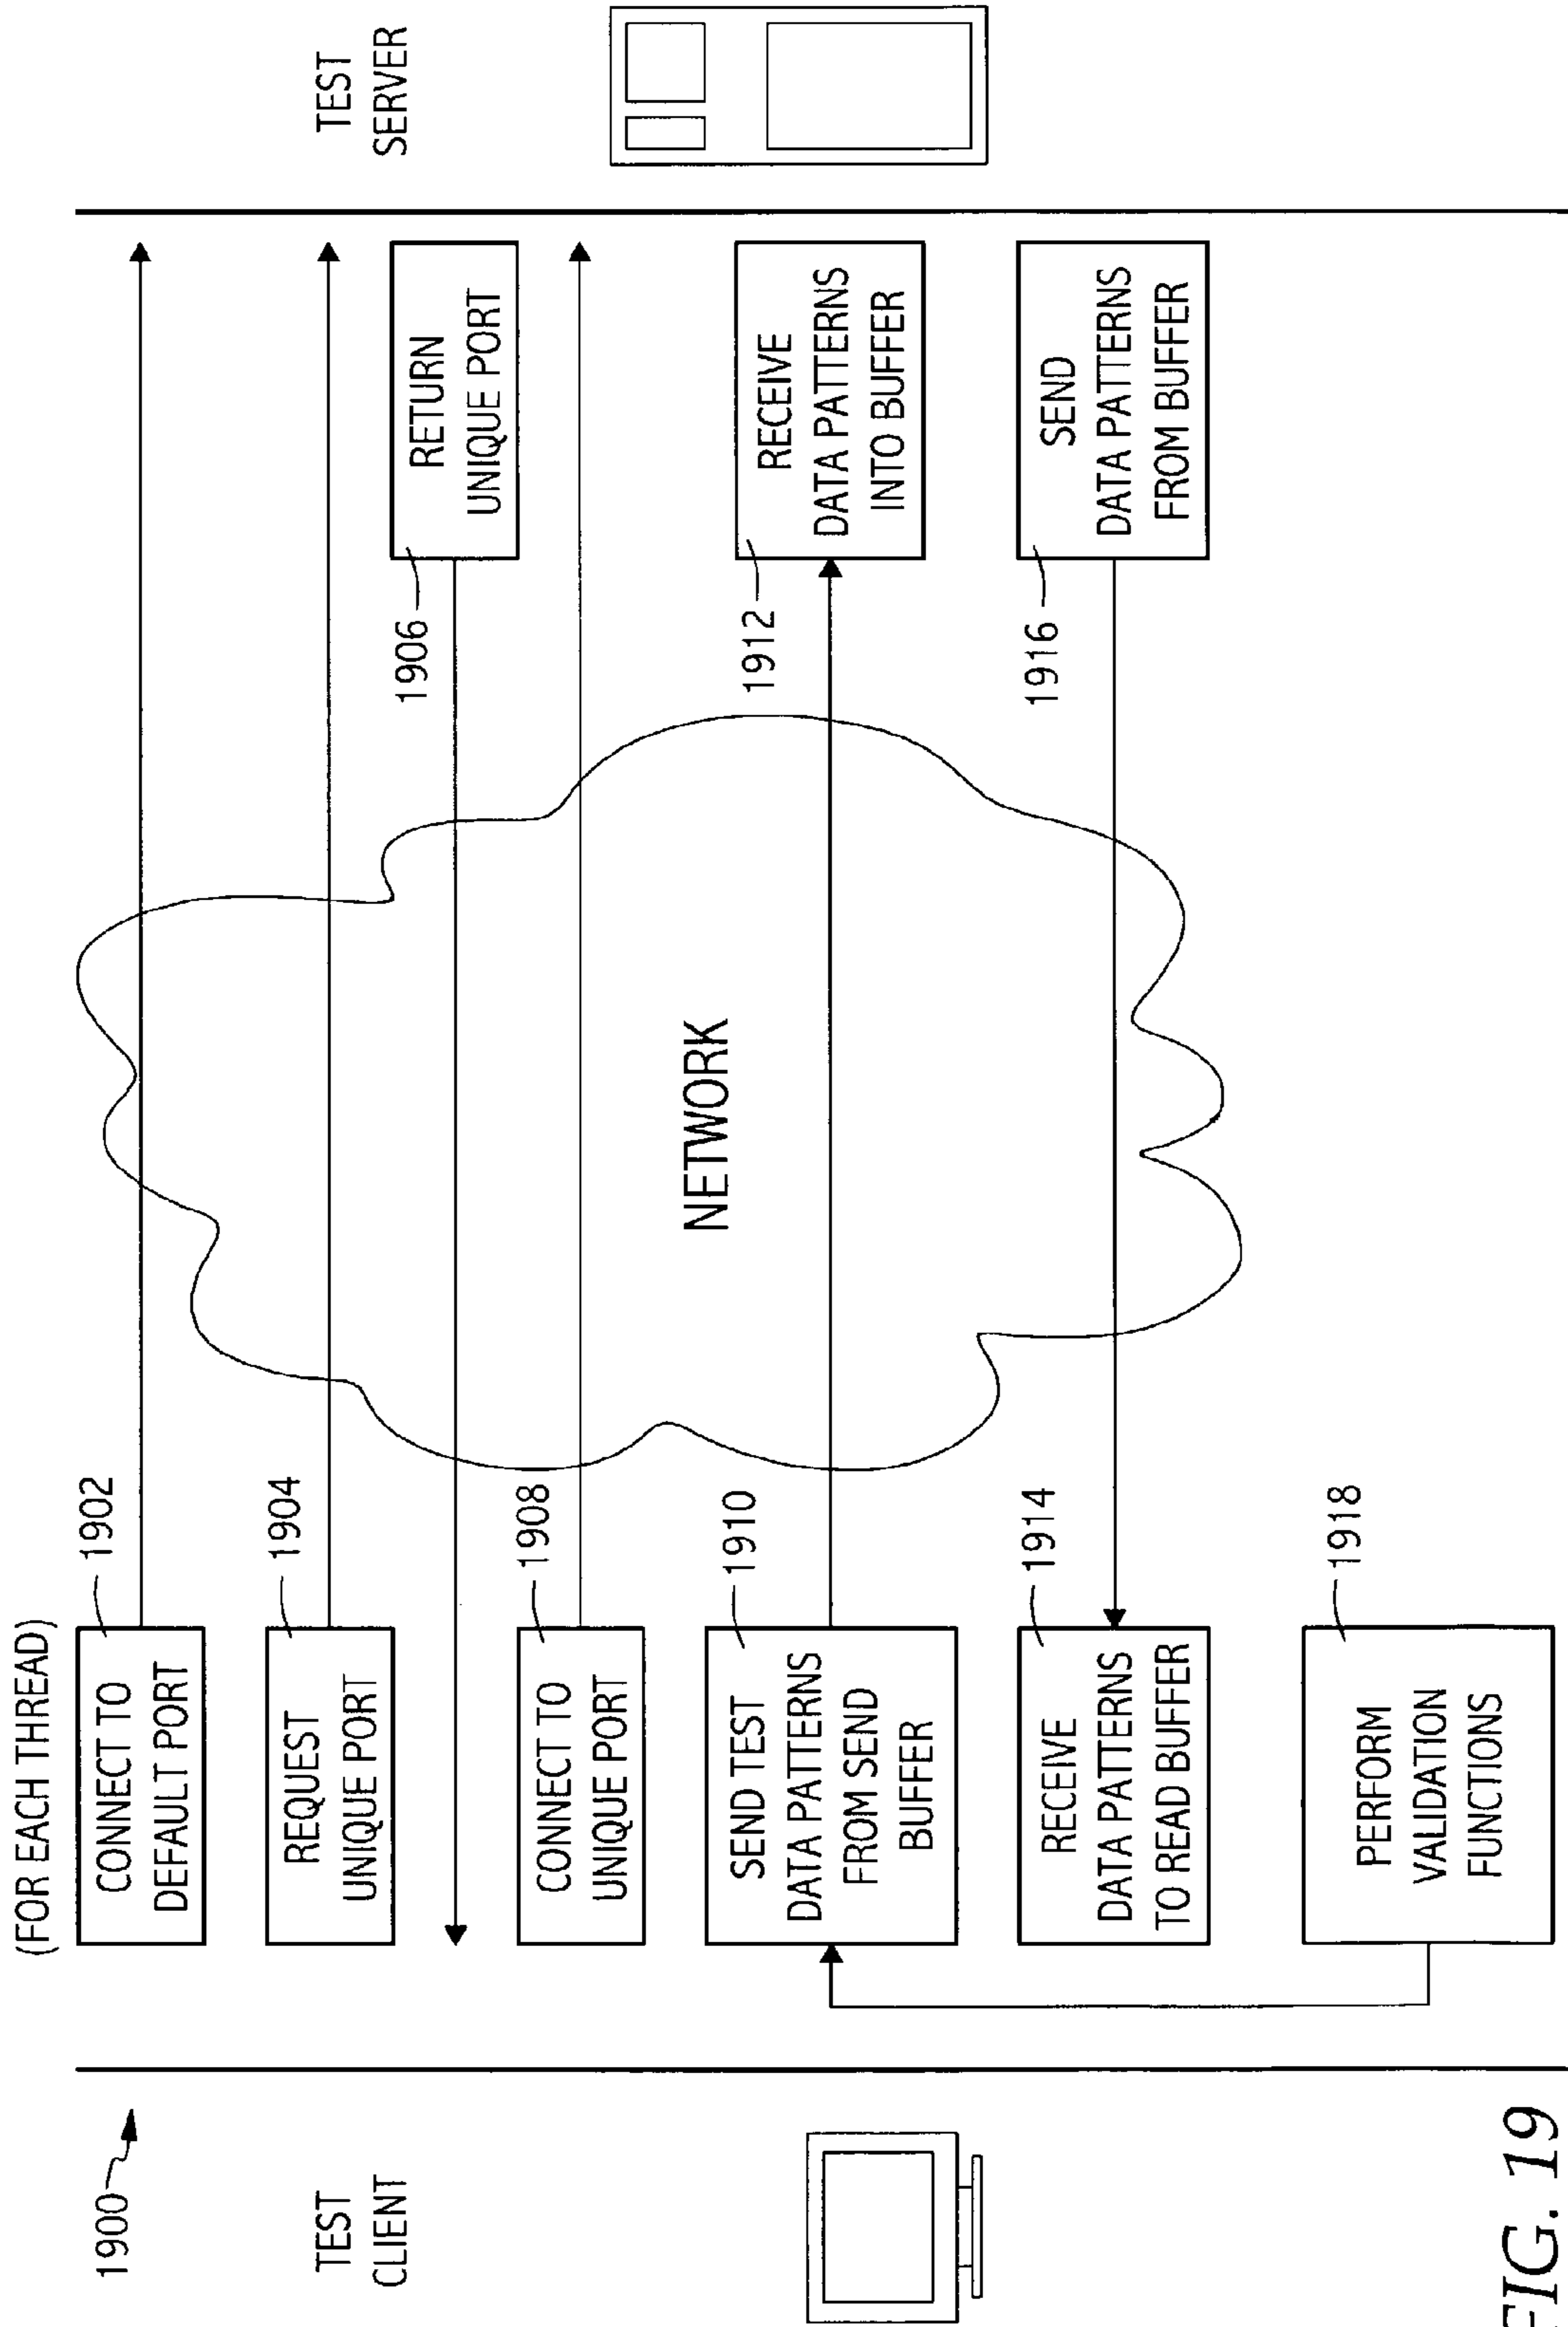 1900
(FOR EACH THREAD)
TEST
CLIENT
TEST
SERVER
CONNECT TO
DEFAULT PORT
1902
REQUEST
UNIQUE PORT
1904
RETURN
UNIQUE PORT
1906
CONNECT TO
UNIQUE PORT
1908
NETWORK
SEND TEST
DATA PATTERNS
FROM SEND
BUFFER
1910
RECEIVE
DATA PATTERNS
INTO BUFFER
1912
RECEIVE
DATA PATTERNS
TO READ BUFFER
1914
SEND
DATA PATTERNS
FROM BUFFER
1916
PERFORM
VALIDATION
FUNCTIONS
1918
FIG. 19